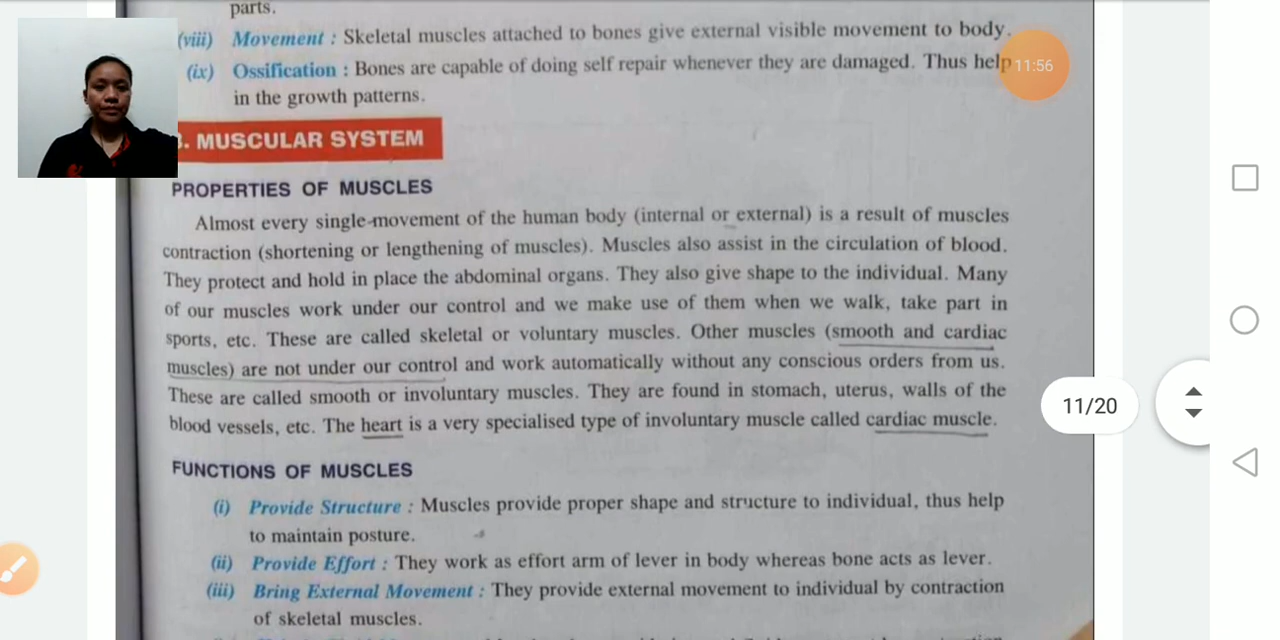 parts.
(viii) Movement : Skeletal muscles attached to bones give external visible movement to body.
(ix) Ossification : Bones are capable of doing self repair whenever they are damaged. Thus help
11:56
in the growth patterns.
. MUSCULAR SYSTEM
PROPERTIES OF MUSCLES
Almost every single-movement of the human body (internal or external) is a result of muscles
contraction (shortening or lengthening of muscles). Muscles also assist in the circulation of blood.
They protect and hold in place the abdominal organs. They also give shape to the individual. Many
of our muscles work under our control and we make use of them when we walk, take part in
sports, etc. These are called skeletal or voluntary muscles. Other muscles (smooth and cardiac
muscles) are not under our control and work automatically without any conscious orders from us.
These are called smooth or involuntary muscles. They are found in stomach, uterus, walls of the
blood vessels, etc. The heart is a very specialised type of involuntary muscle called cardiac muscle.
11/20
FUNCTIONS OF MUSCLES
(i) Provide Structure : Muscles provide proper shape and structure to individual, thus help
to maintain posture.
(ii) Provide Effort : They work as effort arm of lever in body whereas bone acts as lever.
(iii) Bring External Movement : They provide external movement to individual by contraction
of skeletal muscles.